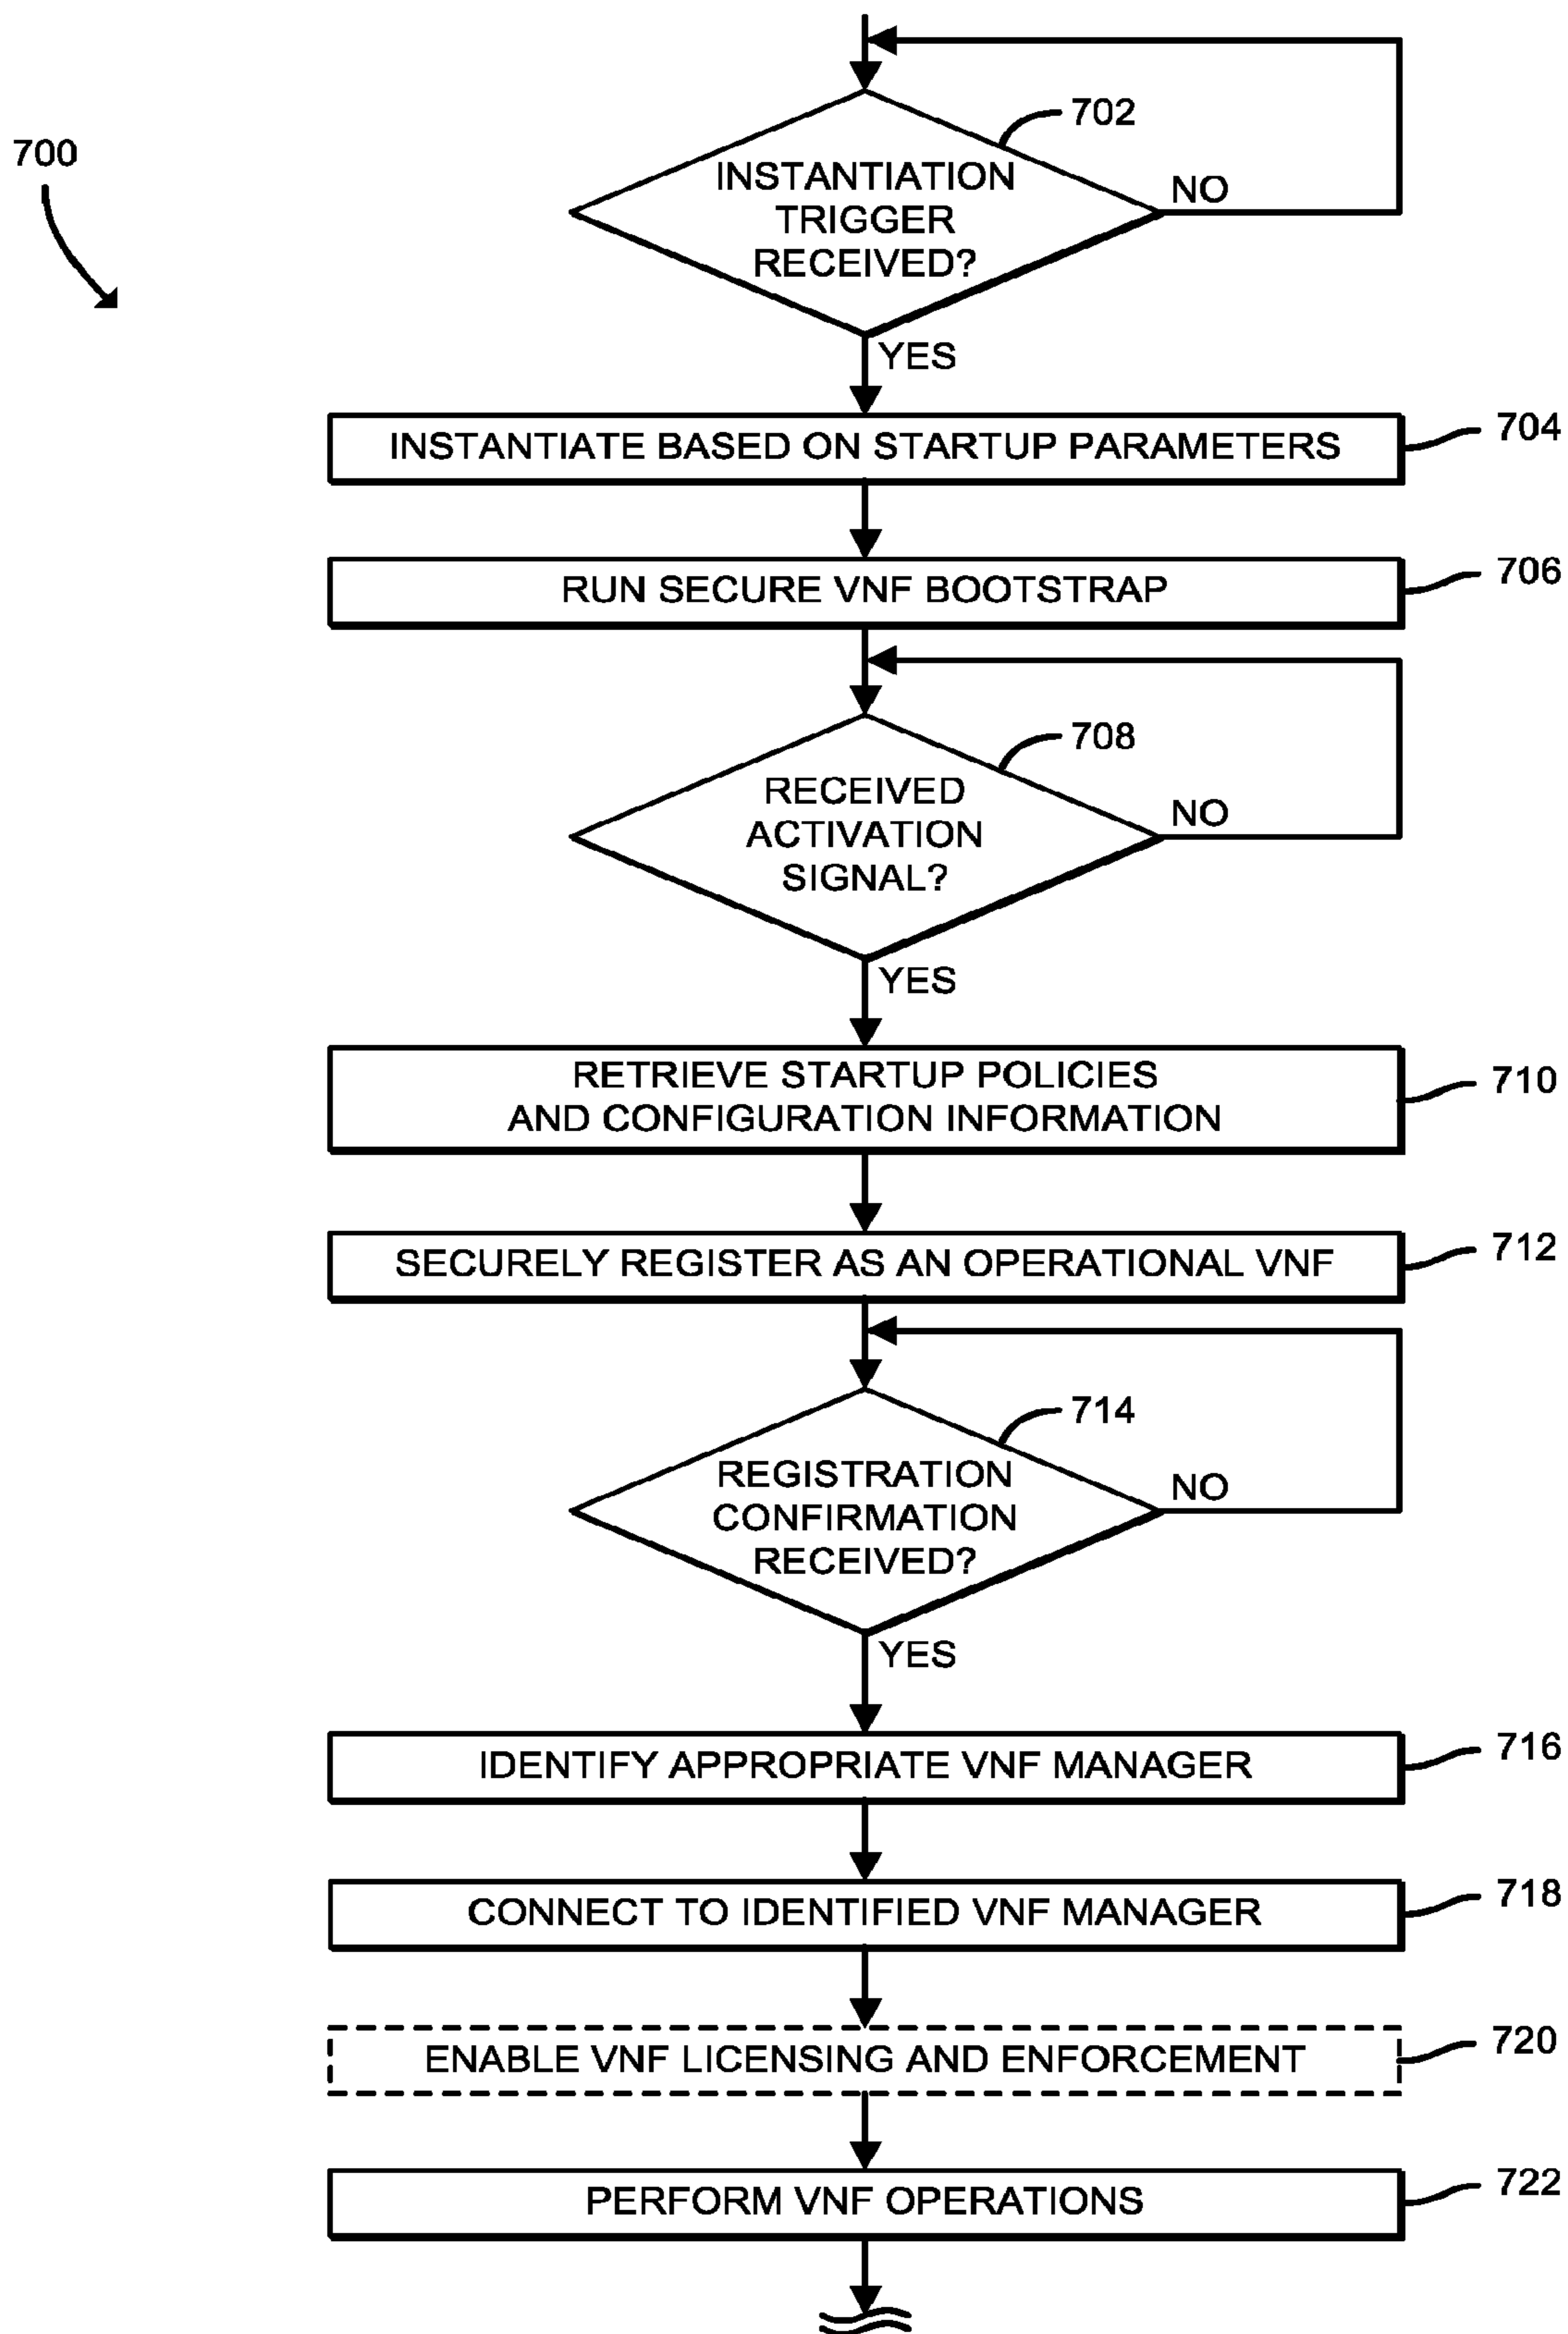 700
702
INSTANTIATION
TRIGGER
RECEIVED?
NO
YES
INSTANTIATE BASED ON STARTUP PARAMETERS
704
RUN SECURE VNF BOOTSTRAP
706
708
RECEIVED
ACTIVATION
SIGNAL?
NO
YES
RETRIEVE STARTUP POLICIES
AND CONFIGURATION INFORMATION
710
SECURELY REGISTER AS AN OPERATIONAL VNF
712
714
REGISTRATION
CONFIRMATION
RECEIVED?
NO
YES
IDENTIFY APPROPRIATE VNF MANAGER
716
CONNECT TO IDENTIFIED VNF MANAGER
718
ENABLE VNF LICENSING AND ENFORCEMENT
720
PERFORM VNF OPERATIONS
722